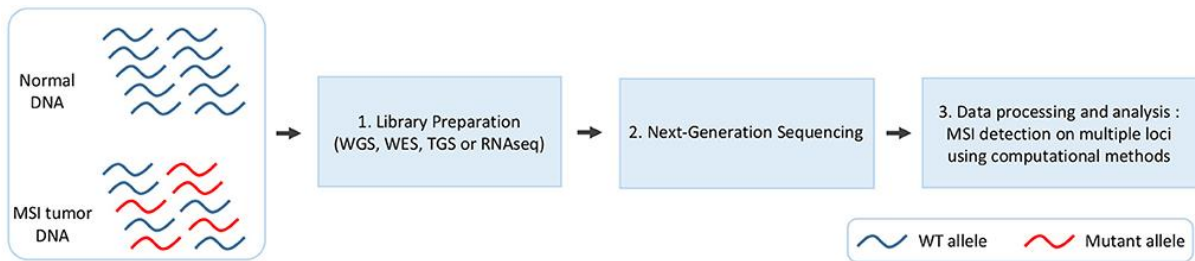 Normal
DNA
MSI tumor
DNA
1. Library Preparation
(WGS, WES, TGS or RNAseq)
2. Next-Generation Sequencing
3. Data processing and analysis :
MSI detection on multiple loci
using computational methods
WT allele
Mutant allele